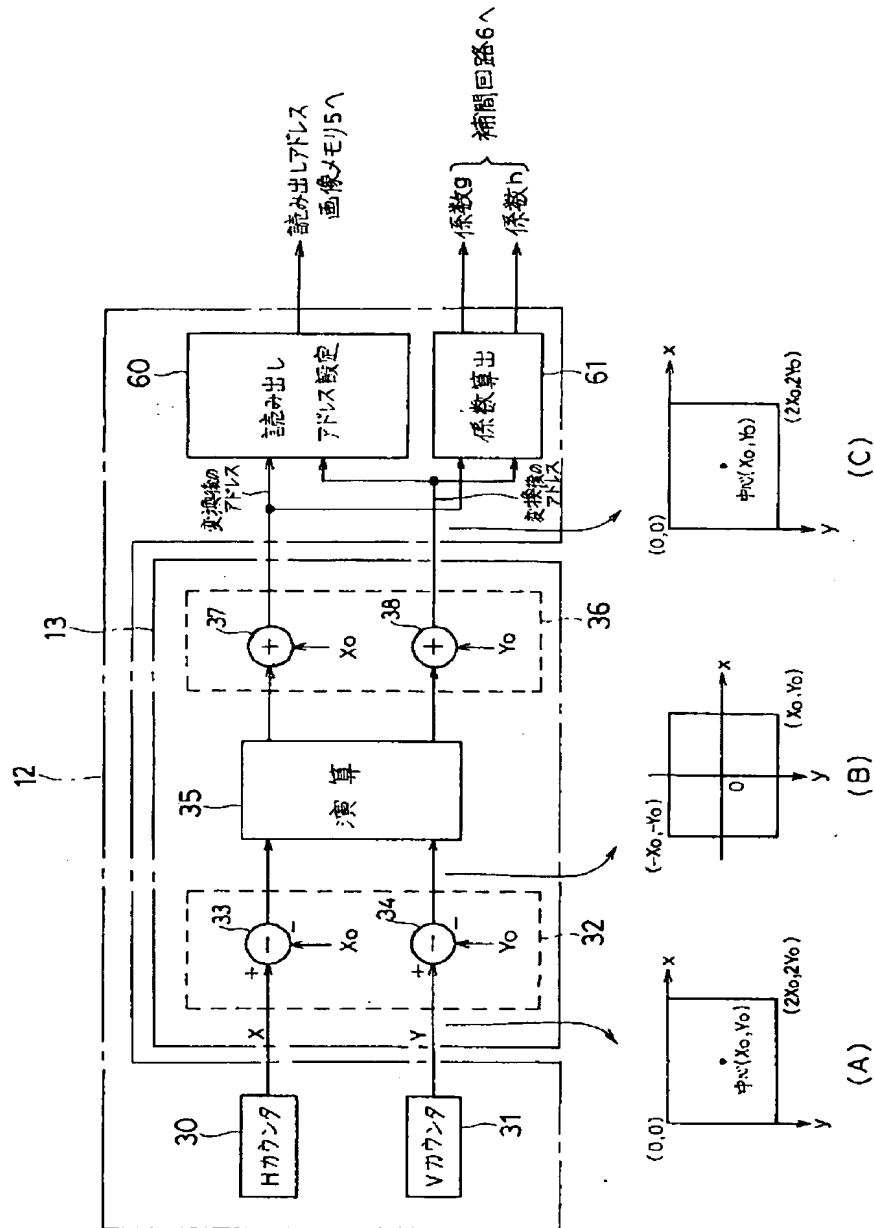 12
13
30
Hカウンタ
31
Vカウンタ
X
Y
32
33
+
-
-
Xo
34
+
-
-
Yo
35
演算
36
37
+
Xo
38
+
Yo
変換後の
アドレス
変換後の
アドレス
60
読み出し
アドレス設定
61
係数算出
読み出しアドレス
画像メモリ5へ
係数g
係数h
補間回路6へ
(0,0)
x
中心(Xo,Yo)
y
(2Xo,2Yo)
(A)
(-Xo,-Yo)
x
0
y
(Xo,Yo)
(B)
(0,0)
x
中心(Xo,Yo)
y
(2Xo,2Yo)
(C)